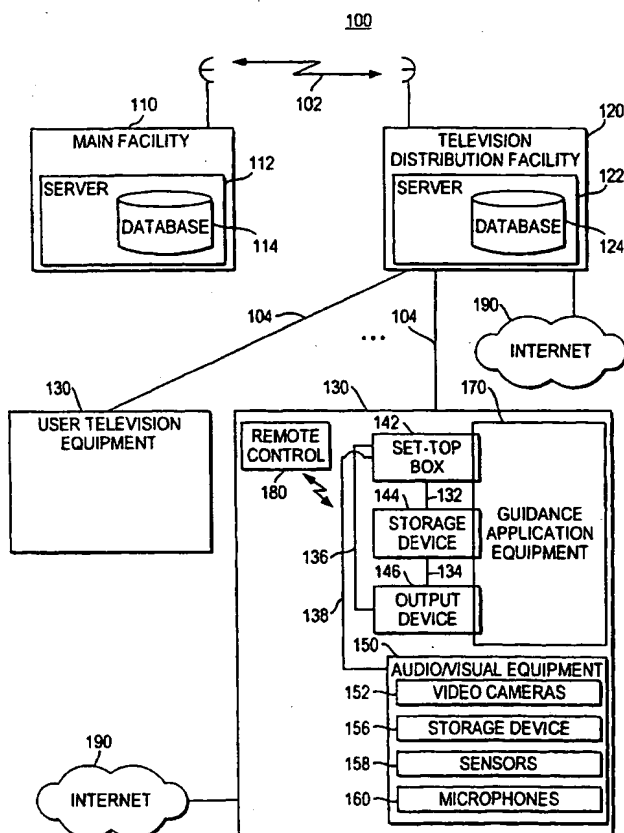 100
102
110
120
MAIN FACILITY
TELEVISION
DISTRIBUTION FACILITY
112
122
SERVER
SERVER
DATABASE
DATABASE
114
124
104
104
190
...
INTERNET
130
130
170
USER TELEVISION
EQUIPMENT
REMOTE
CONTROL
180
142
SET-TOP
BOX
132
144
STORAGE
DEVICE
GUIDANCE
APPLICATION
EQUIPMENT
136
134
146
OUTPUT
DEVICE
138
150
AUDIO/VISUAL EQUIPMENT
152
VIDEO CAMERAS
156
STORAGE DEVICE
190
158
SENSORS
INTERNET
160
MICROPHONES